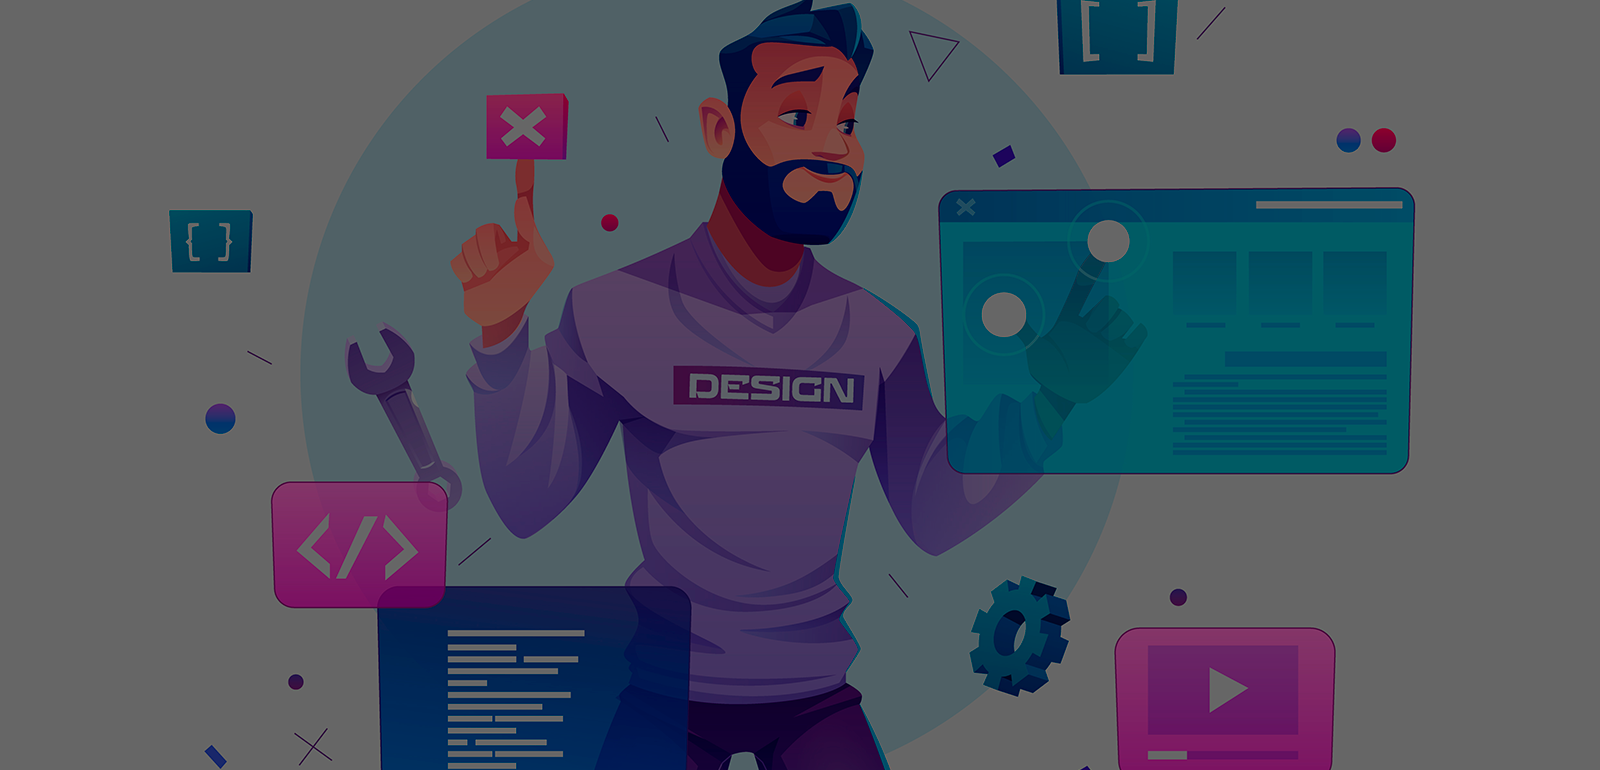 [ ]
{ }
DESIGN
</>